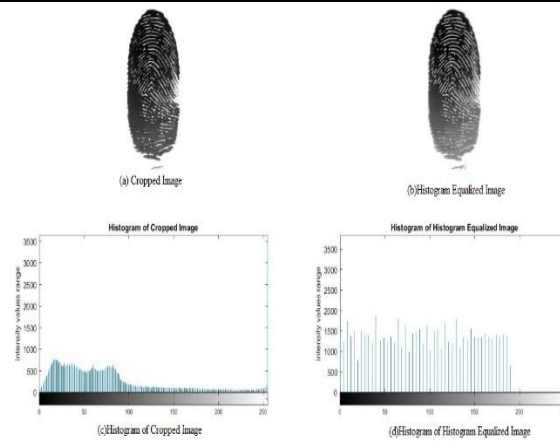 (a) Cropped Image
(b)Histogram Equalized Image
Histogram of Cropped Image
intensity values range
3500
3000
2500
2000
1500
1000
500
0
0 50 100 150 200 250
(c)Histogram of Cropped Image
Histogram of Histogram Equalized Image
intensity values range
3500
3000
2500
2000
1500
1000
500
0
0 50 100 150 200
(d)Histogram of Histogram Equalized Image